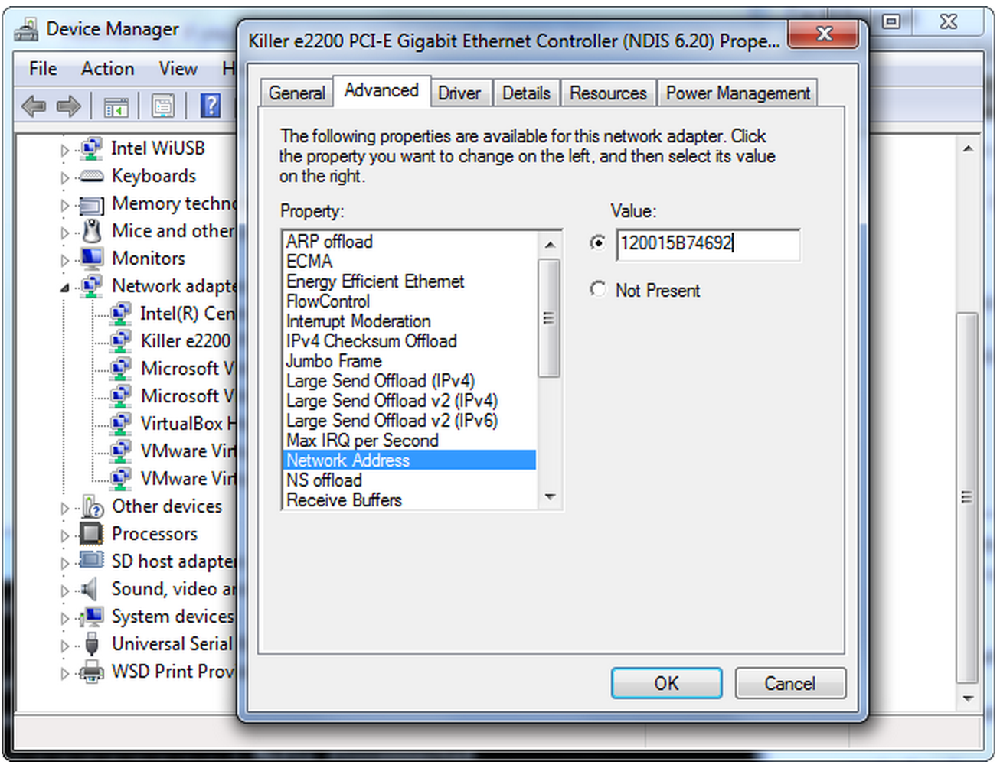 Device Manager
File Action View H
Intel WiUSB
Keyboards
Memory techno
Mice and other
Monitors
Network adapte
Intel(R) Cen
Killer e2200
Microsoft V
Microsoft V
VirtualBox H
VMware Virt
VMware Virt
Other devices
Processors
SD host adapte
Sound, video a
System devices
Universal Serial
WSD Print Prov
Killer e2200 PCI-E Gigabit Ethernet Controller (NDIS 6.20) Prope...
General Advanced Driver Details Resources Power Management
The following properties are available for this network adapter. Click
the property you want to change on the left, and then select its value
on the right.
Property:
ARP offload
ECMA
Energy Efficient Ethernet
FlowControl
Interrupt Moderation
IPv4 Checksum Offload
Jumbo Frame
Large Send Offload (IPv4)
Large Send Offload v2 (IPv4)
Large Send Offload v2 (IPv6)
Max IRQ per Second
Network Address
NS offload
Receive Buffers
Value:
120015B74692
Not Present
OK Cancel